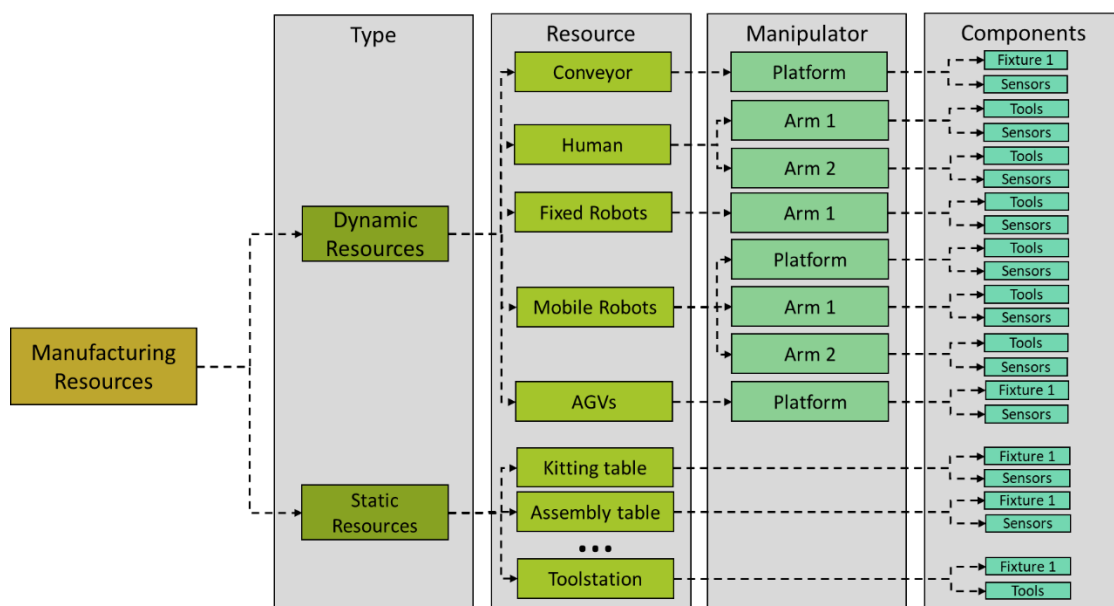 Type
Resource
Manipulator
Components
Manufacturing
Resources
Dynamic
Resources
Static
Resources
Conveyor
Human
Fixed Robots
Mobile Robots
AGVs
Kitting table
Assembly table
...
Toolstation
Platform
Arm 1
Arm 2
Arm 1
Platform
Arm 1
Arm 2
Platform
Fixture 1
Sensors
Tools
Sensors
Tools
Sensors
Tools
Sensors
Tools
Sensors
Tools
Sensors
Tools
Sensors
Fixture 1
Sensors
Fixture 1
Sensors
Fixture 1
Sensors
Fixture 1
Tools